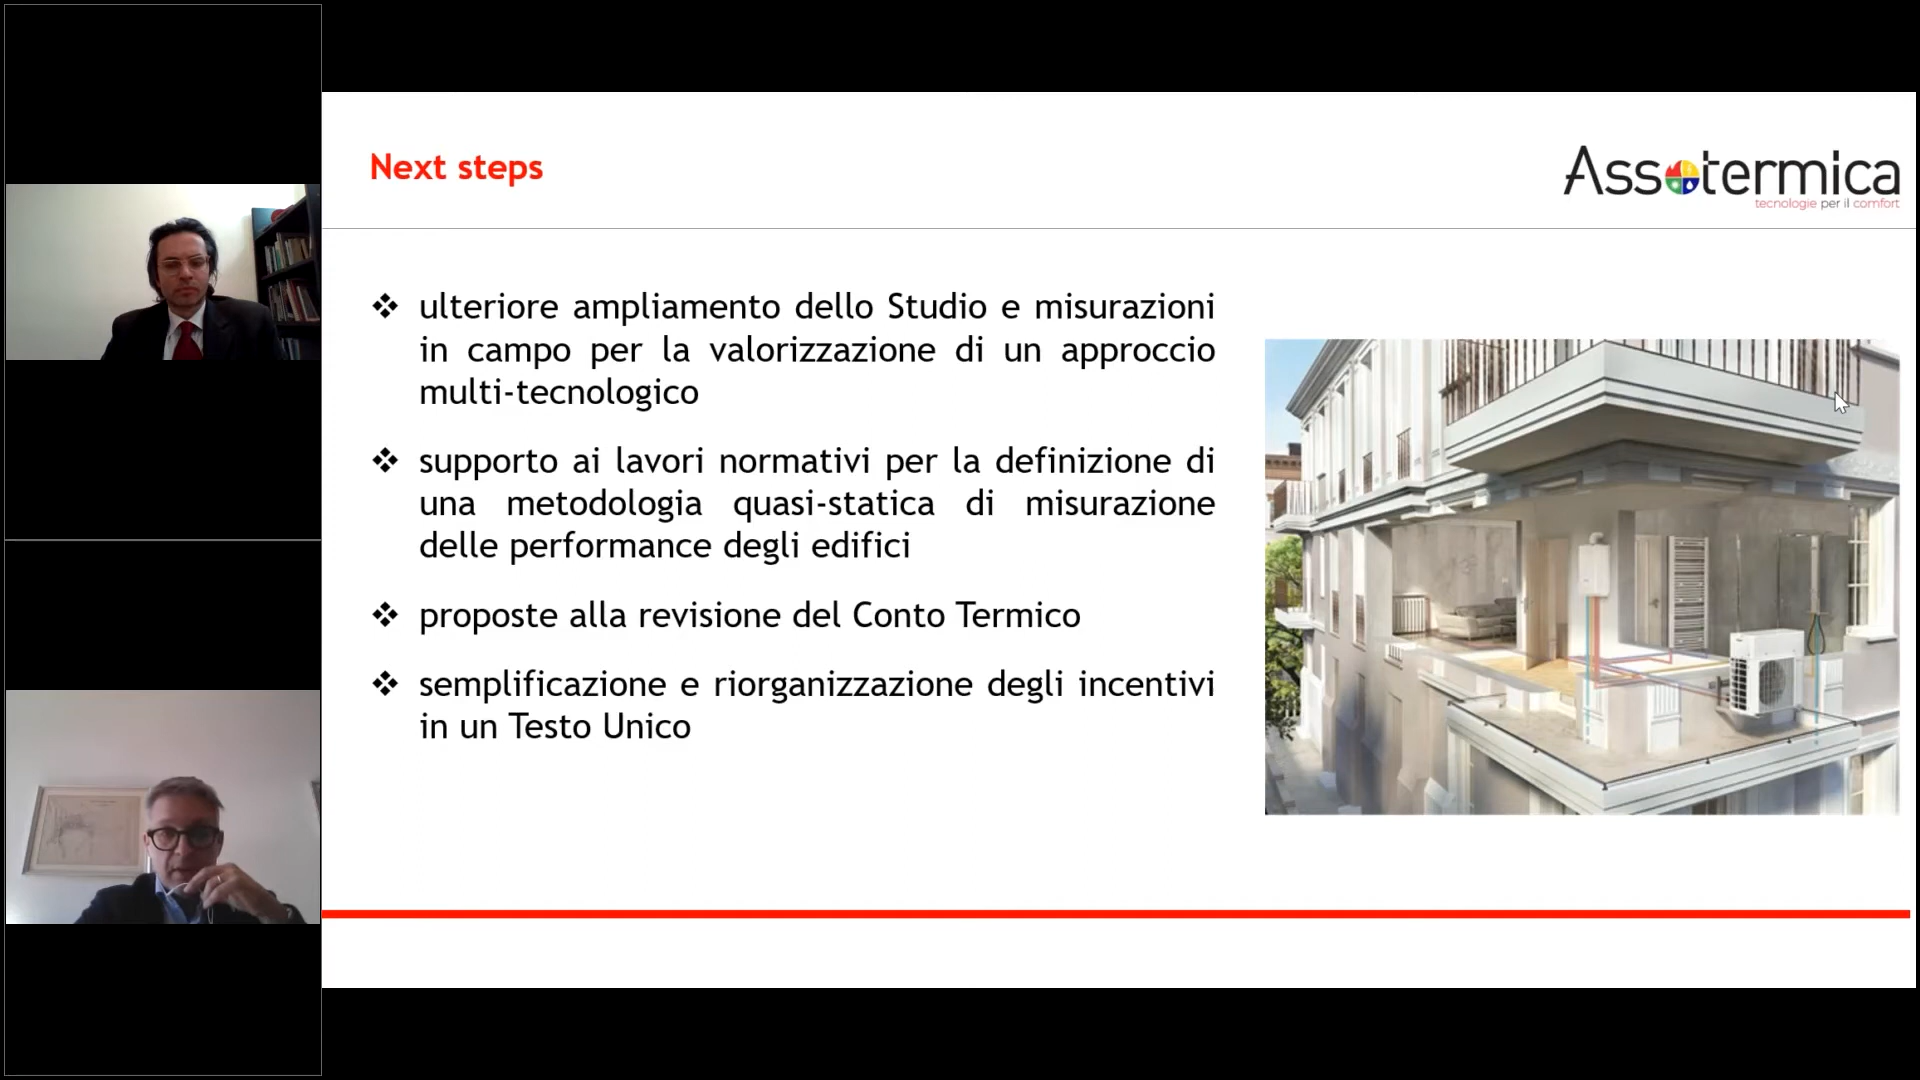 Next steps
Assotermica
tecnologie per il comfort
❖ ulteriore ampliamento dello Studio e misurazioni
in campo per la valorizzazione di un approccio
multi-tecnologico
❖ supporto ai lavori normativi per la definizione di
una metodologia quasi-statica di misurazione
delle performance degli edifici
❖ proposte alla revisione del Conto Termico
❖ semplificazione e riorganizzazione degli incentivi
in un Testo Unico